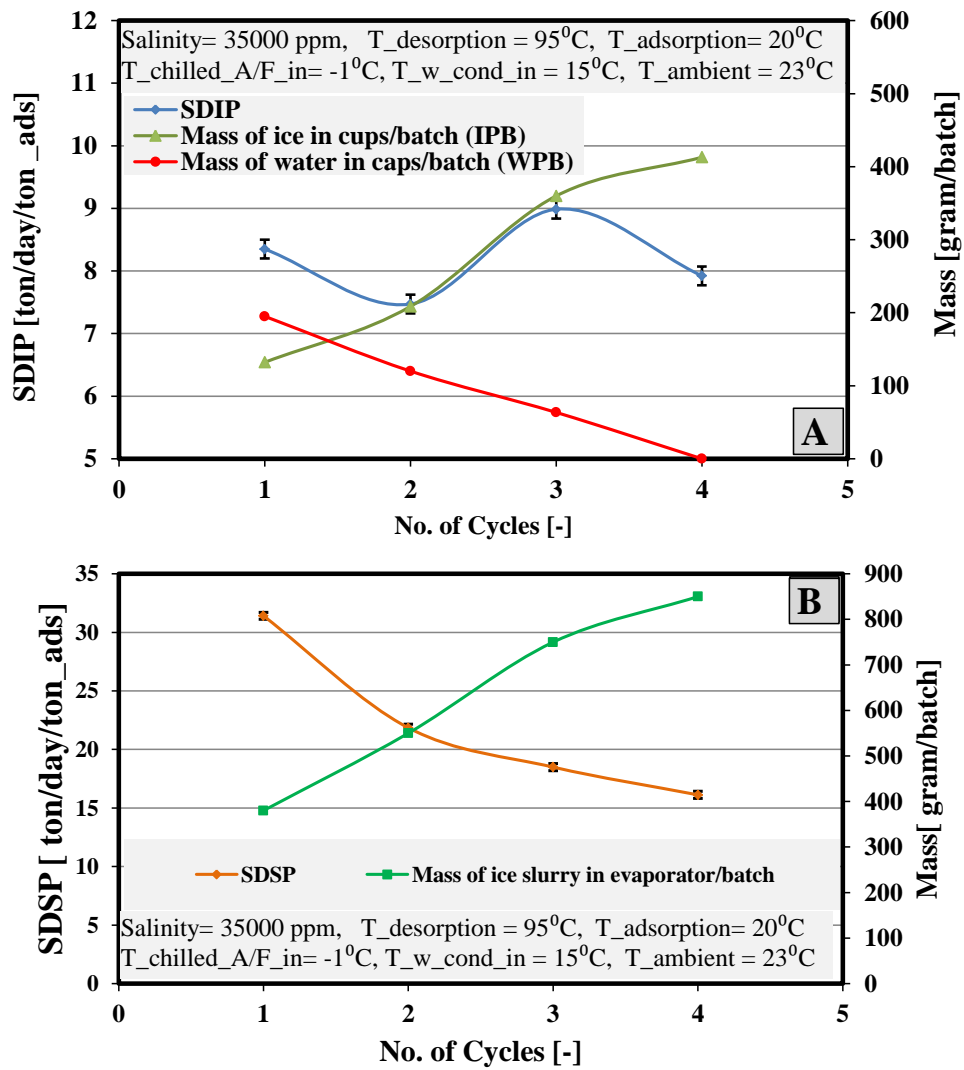 Salinity= 35000 ppm, T_desorption = 95⁰C, T_adsorption= 20⁰C
T_chilled_A/F_in= -1⁰C, T_w_cond_in = 15⁰C, T_ambient = 23⁰C
SDIP
Mass of ice in cups/batch (IPB)
Mass of water in caps/batch (WPB)
SDIP [ton/day/ton _ads]
12
11
10
9
8
7
6
5
Mass [gram/batch]
600
500
400
300
200
100
0
A
0 1 2 3 4 5
No. of Cycles [-]
B
SDSP [ ton/day/ton_ads]
35
30
25
20
15
10
5
0
Mass[ gram/batch]
900
800
700
600
500
400
300
200
100
0
SDSP
Mass of ice slurry in evaporator/batch
Salinity= 35000 ppm, T_desorption = 95⁰C, T_adsorption= 20⁰C
T_chilled_A/F_in= -1⁰C, T_w_cond_in = 15⁰C, T_ambient = 23⁰C
0 1 2 3 4 5
No. of Cycles [-]